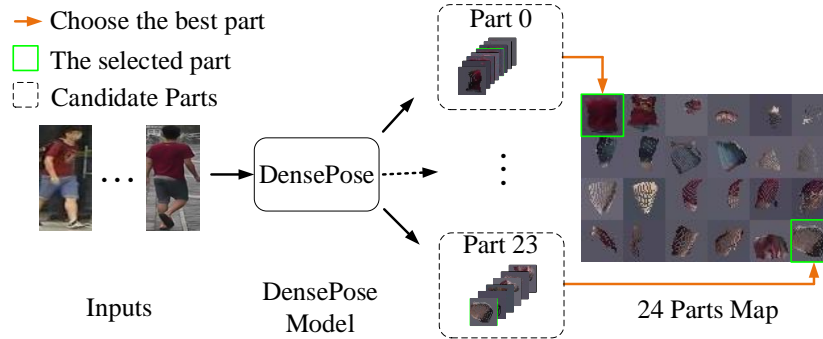 Choose the best part
The selected part
Candidate Parts
Part 0
DensePose
Part 23
Inputs
DensePose
Model
24 Parts Map